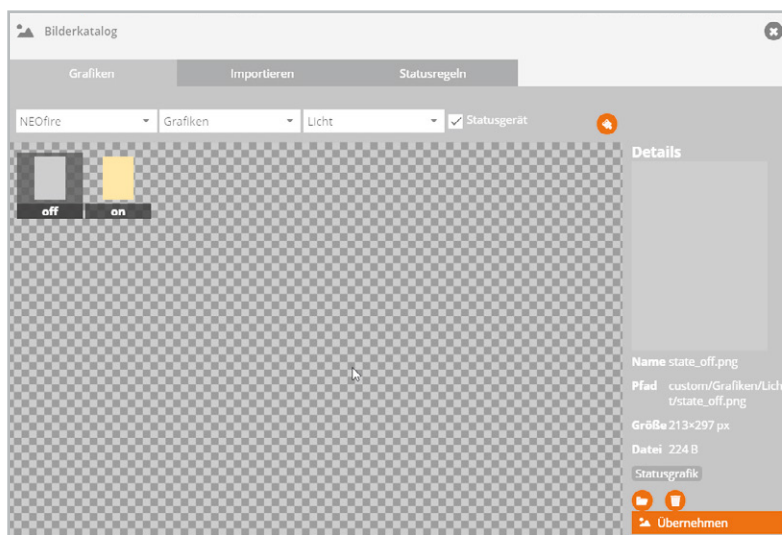 Bilderkatalog
Grafiken Importieren Statusregeln
NEOfire Grafiken Licht Statusgerät
Details
off on
Name state_off.png
Pfad custom/Grafiken/Lich
t/state_off.png
Größe 213×297 px
Datei 224 B
Statusgrafik
Übernehmen